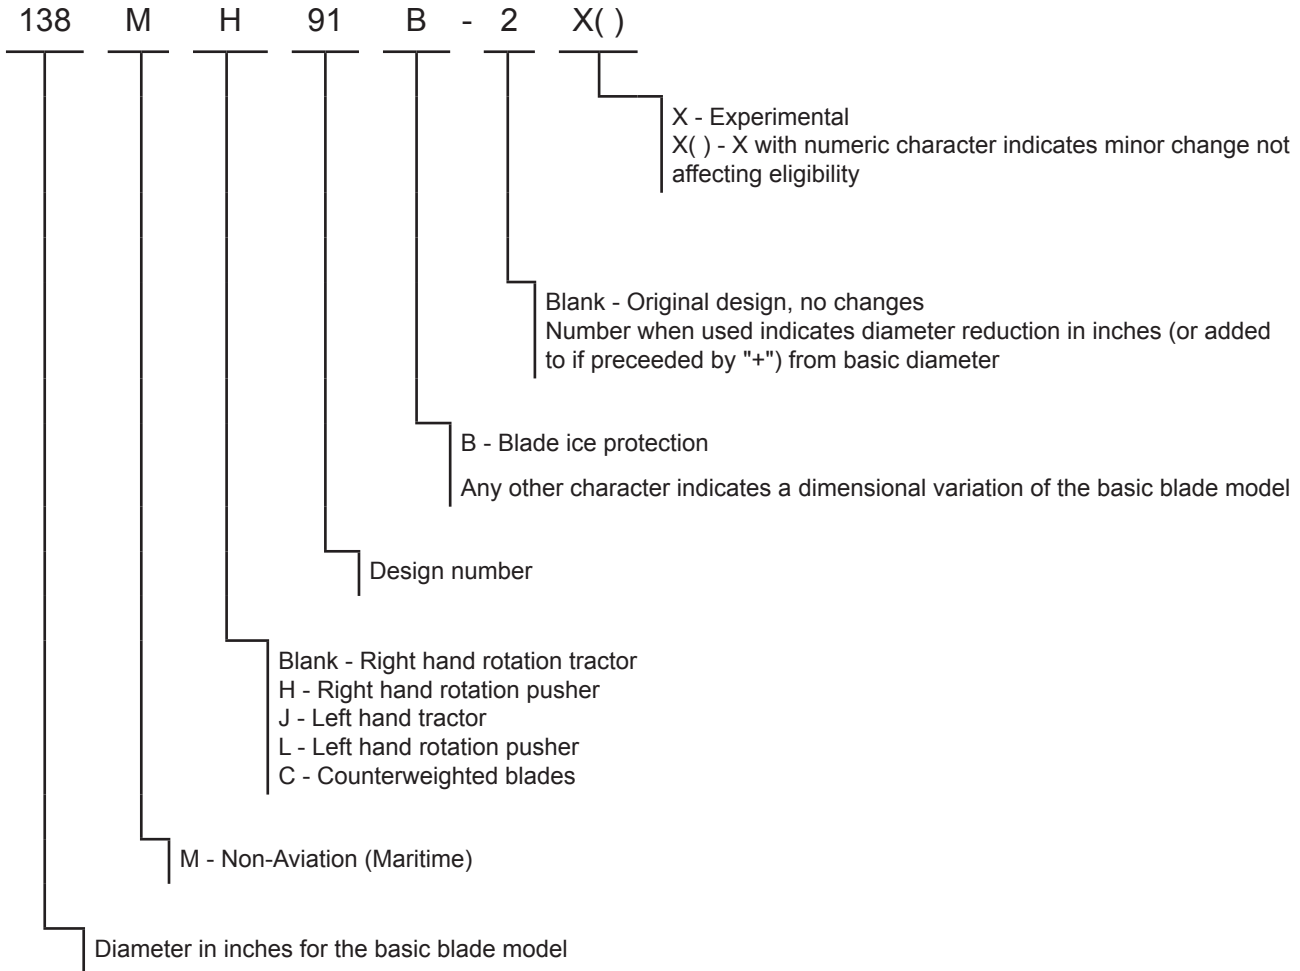 138 M H 91 B - 2 X( )
X - Experimental
X( ) - X with numeric character indicates minor change not
affecting eligibility
Blank - Original design, no changes
Number when used indicates diameter reduction in inches (or added
to if preceeded by "+") from basic diameter
B - Blade ice protection
Any other character indicates a dimensional variation of the basic blade model
Design number
Blank - Right hand rotation tractor
H - Right hand rotation pusher
J - Left hand tractor
L - Left hand rotation pusher
C - Counterweighted blades
M - Non-Aviation (Maritime)
Diameter in inches for the basic blade model